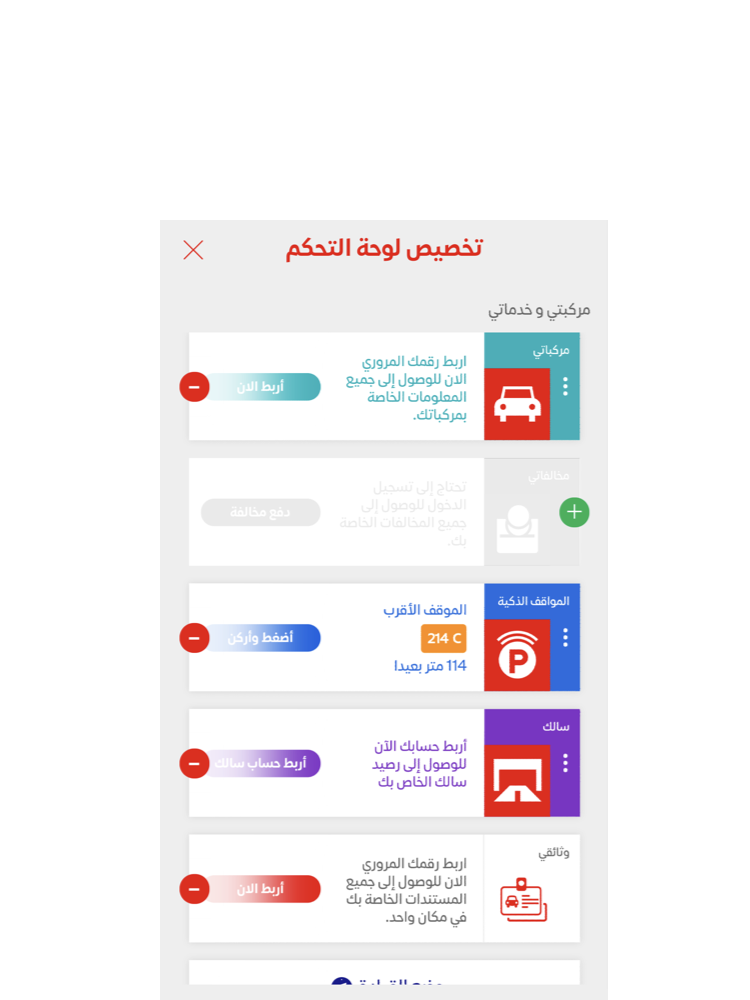 تخصيص لوحة التحكم
مركبتي و خدماتي
مركباتي
اربط رقمك المروري
الان للوصول إلى جميع
المعلومات الخاصة
بمركباتك.
أربط الان
مخالفاتي
تحتاج إلى تسجيل
الدخول للوصول إلى
جميع المخالفات الخاصة
بك.
دفع مخالفة
المواقف الذكية
الموقف الأقرب
214 C
114 متر بعيدا
أضغط وأركن
سالك
أربط حسابك الآن
للوصول إلى رصيد
سالك الخاص بك
أربط حساب سالك
وثائقي
اربط رقمك المروري
الان للوصول إلى جميع
المستندات الخاصة بك
في مكان واحد.
أربط الان